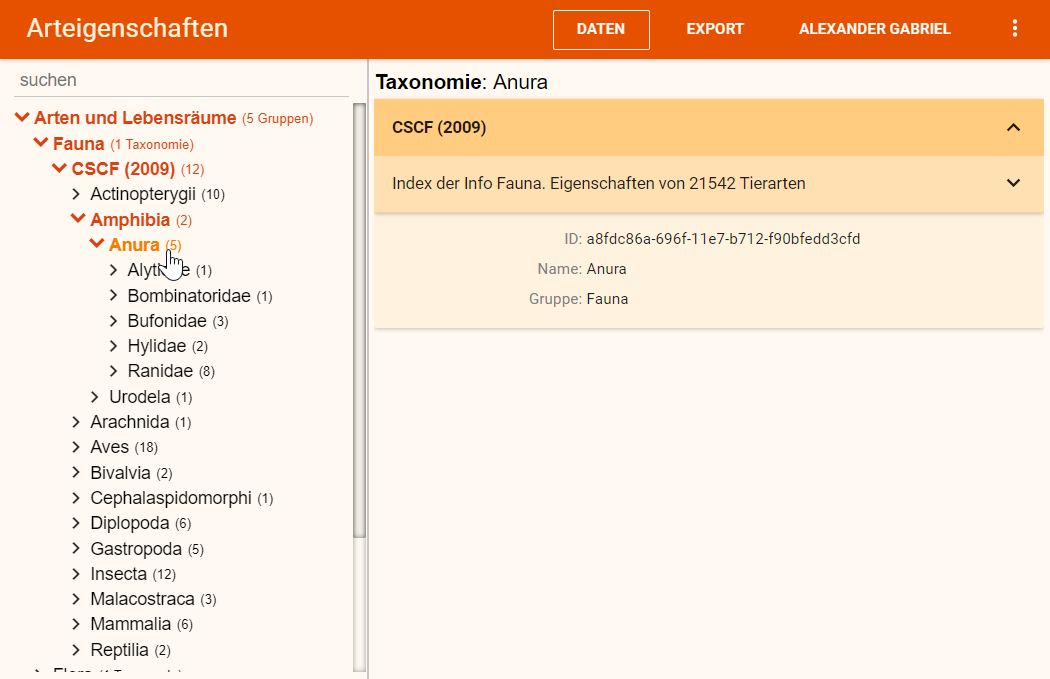 Arteigenschaften
DATEN
EXPORT
ALEXANDER GABRIEL
suchen
Arten und Lebensräume (5 Gruppen)
Fauna (1 Taxonomie)
CSCF (2009) (12)
Actinopterygii (10)
Amphibia (2)
Anura (5)
(1)
Bombinatoridae (1)
Bufonidae (3)
Hylidae (2)
Ranidae (8)
Urodela (1)
Arachnida (1)
Aves (18)
Bivalvia (2)
Cephalaspidomorphi (1)
Diplopoda (6)
Gastropoda (5)
Insecta (12)
Malacostraca (3)
Mammalia (6)
Reptilia (2)
Taxonomie: Anura
CSCF (2009)
Index der Info Fauna. Eigenschaften von 21542 Tierarten
ID: a8fdc86a-696f-11e7-b712-f90bfedd3cfd
Name: Anura
Gruppe: Fauna